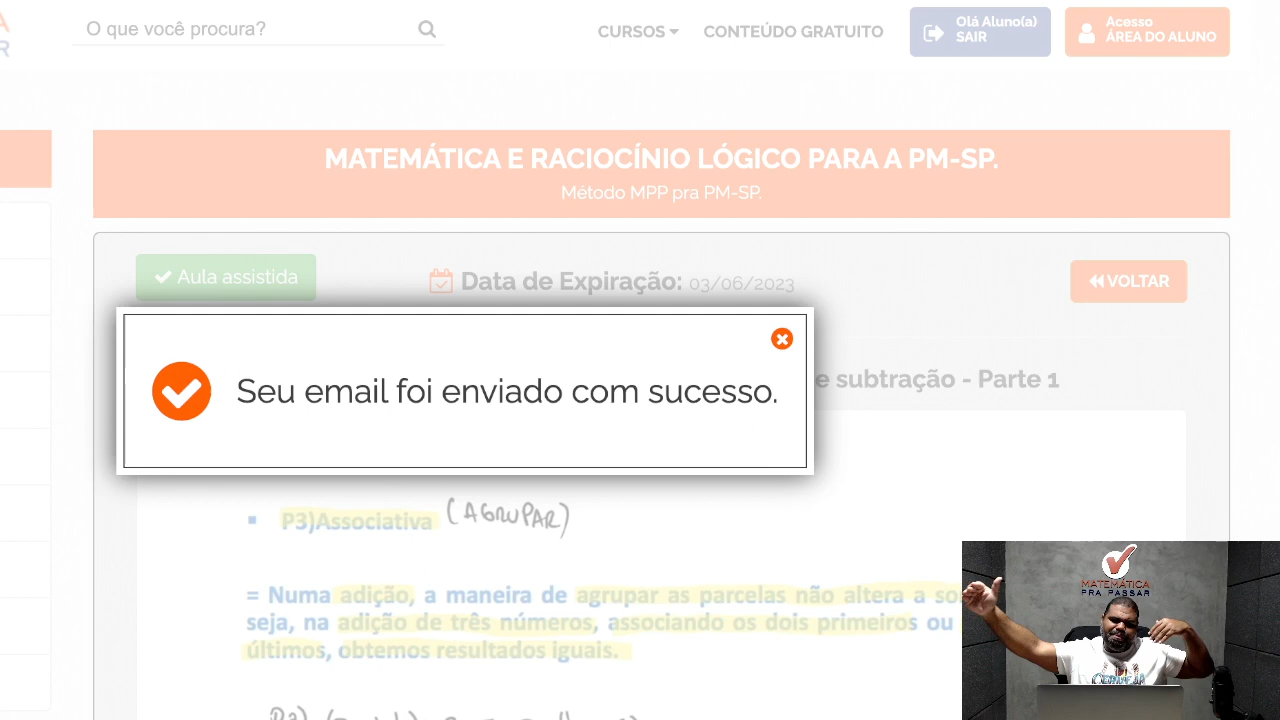 O que você procura?
CURSOS
CONTEÚDO GRATUITO
Olá Aluno(a)
SAIR
Acesso
ÁREA DO ALUNO
MATEMÁTICA E RACIOCÍNIO LÓGICO PARA A PM-SP.
Método MPP pra PM-SP.
Aula assistida
Data de Expiração: 03/06/2023
VOLTAR
e subtração - Parte 1
Seu email foi enviado com sucesso.
P3)Associativa (AGRUPAR)
= Numa adição, a maneira de agrupar as parcelas não altera a so
seja, na adição de três números, associando os dois primeiros ou
últimos, obtemos resultados iguais.
MATEMÁTICA
PRA PASSAR
CERVEJA